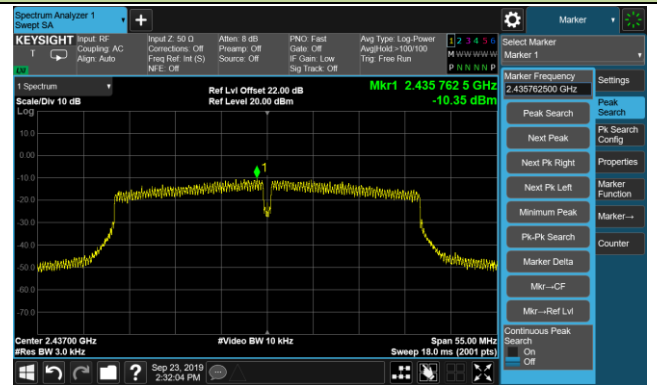 Spectrum Analyzer 1
Swept SA
Marker
KEYSIGHT
Input: RF
Coupling: AC
Align: Auto
Input Z: 50 Ω
Corrections: Off
Freq Ref: Int (S)
NFE: Off
Atten: 8 dB
Preamp: Off
Source: Off
PNO: Fast
Gate: Off
IF Gain: Low
Sig Track: Off
Avg Type: Log-Power
Avg|Hold:>100/100
Trig: Free Run
1 2 3 4 5 6
M W W W W W
P N N N N P
Select Marker
Marker 1
1 Spectrum
Scale/Div 10 dB
Log
Ref Lvl Offset 22.00 dB
Ref Level 20.00 dBm
Mkr1 2.435 762 5 GHz
-10.35 dBm
10.0
0.00
-10.0
-20.0
-30.0
-40.0
-50.0
-60.0
-70.0
1
Center 2.43700 GHz
#Res BW 3.0 kHz
#Video BW 10 kHz
Span 55.00 MHz
Sweep 18.0 ms (2001 pts)
Marker Frequency
2.435762500 GHz
Peak Search
Next Peak
Next Pk Right
Next Pk Left
Minimum Peak
Pk-Pk Search
Marker Delta
Mkr→CF
Mkr→Ref Lvl
Continuous Peak
Search
On
Off
Settings
Peak
Search
Pk Search
Config
Properties
Marker
Function
Marker→
Counter
Sep 23, 2019
2:32:04 PM